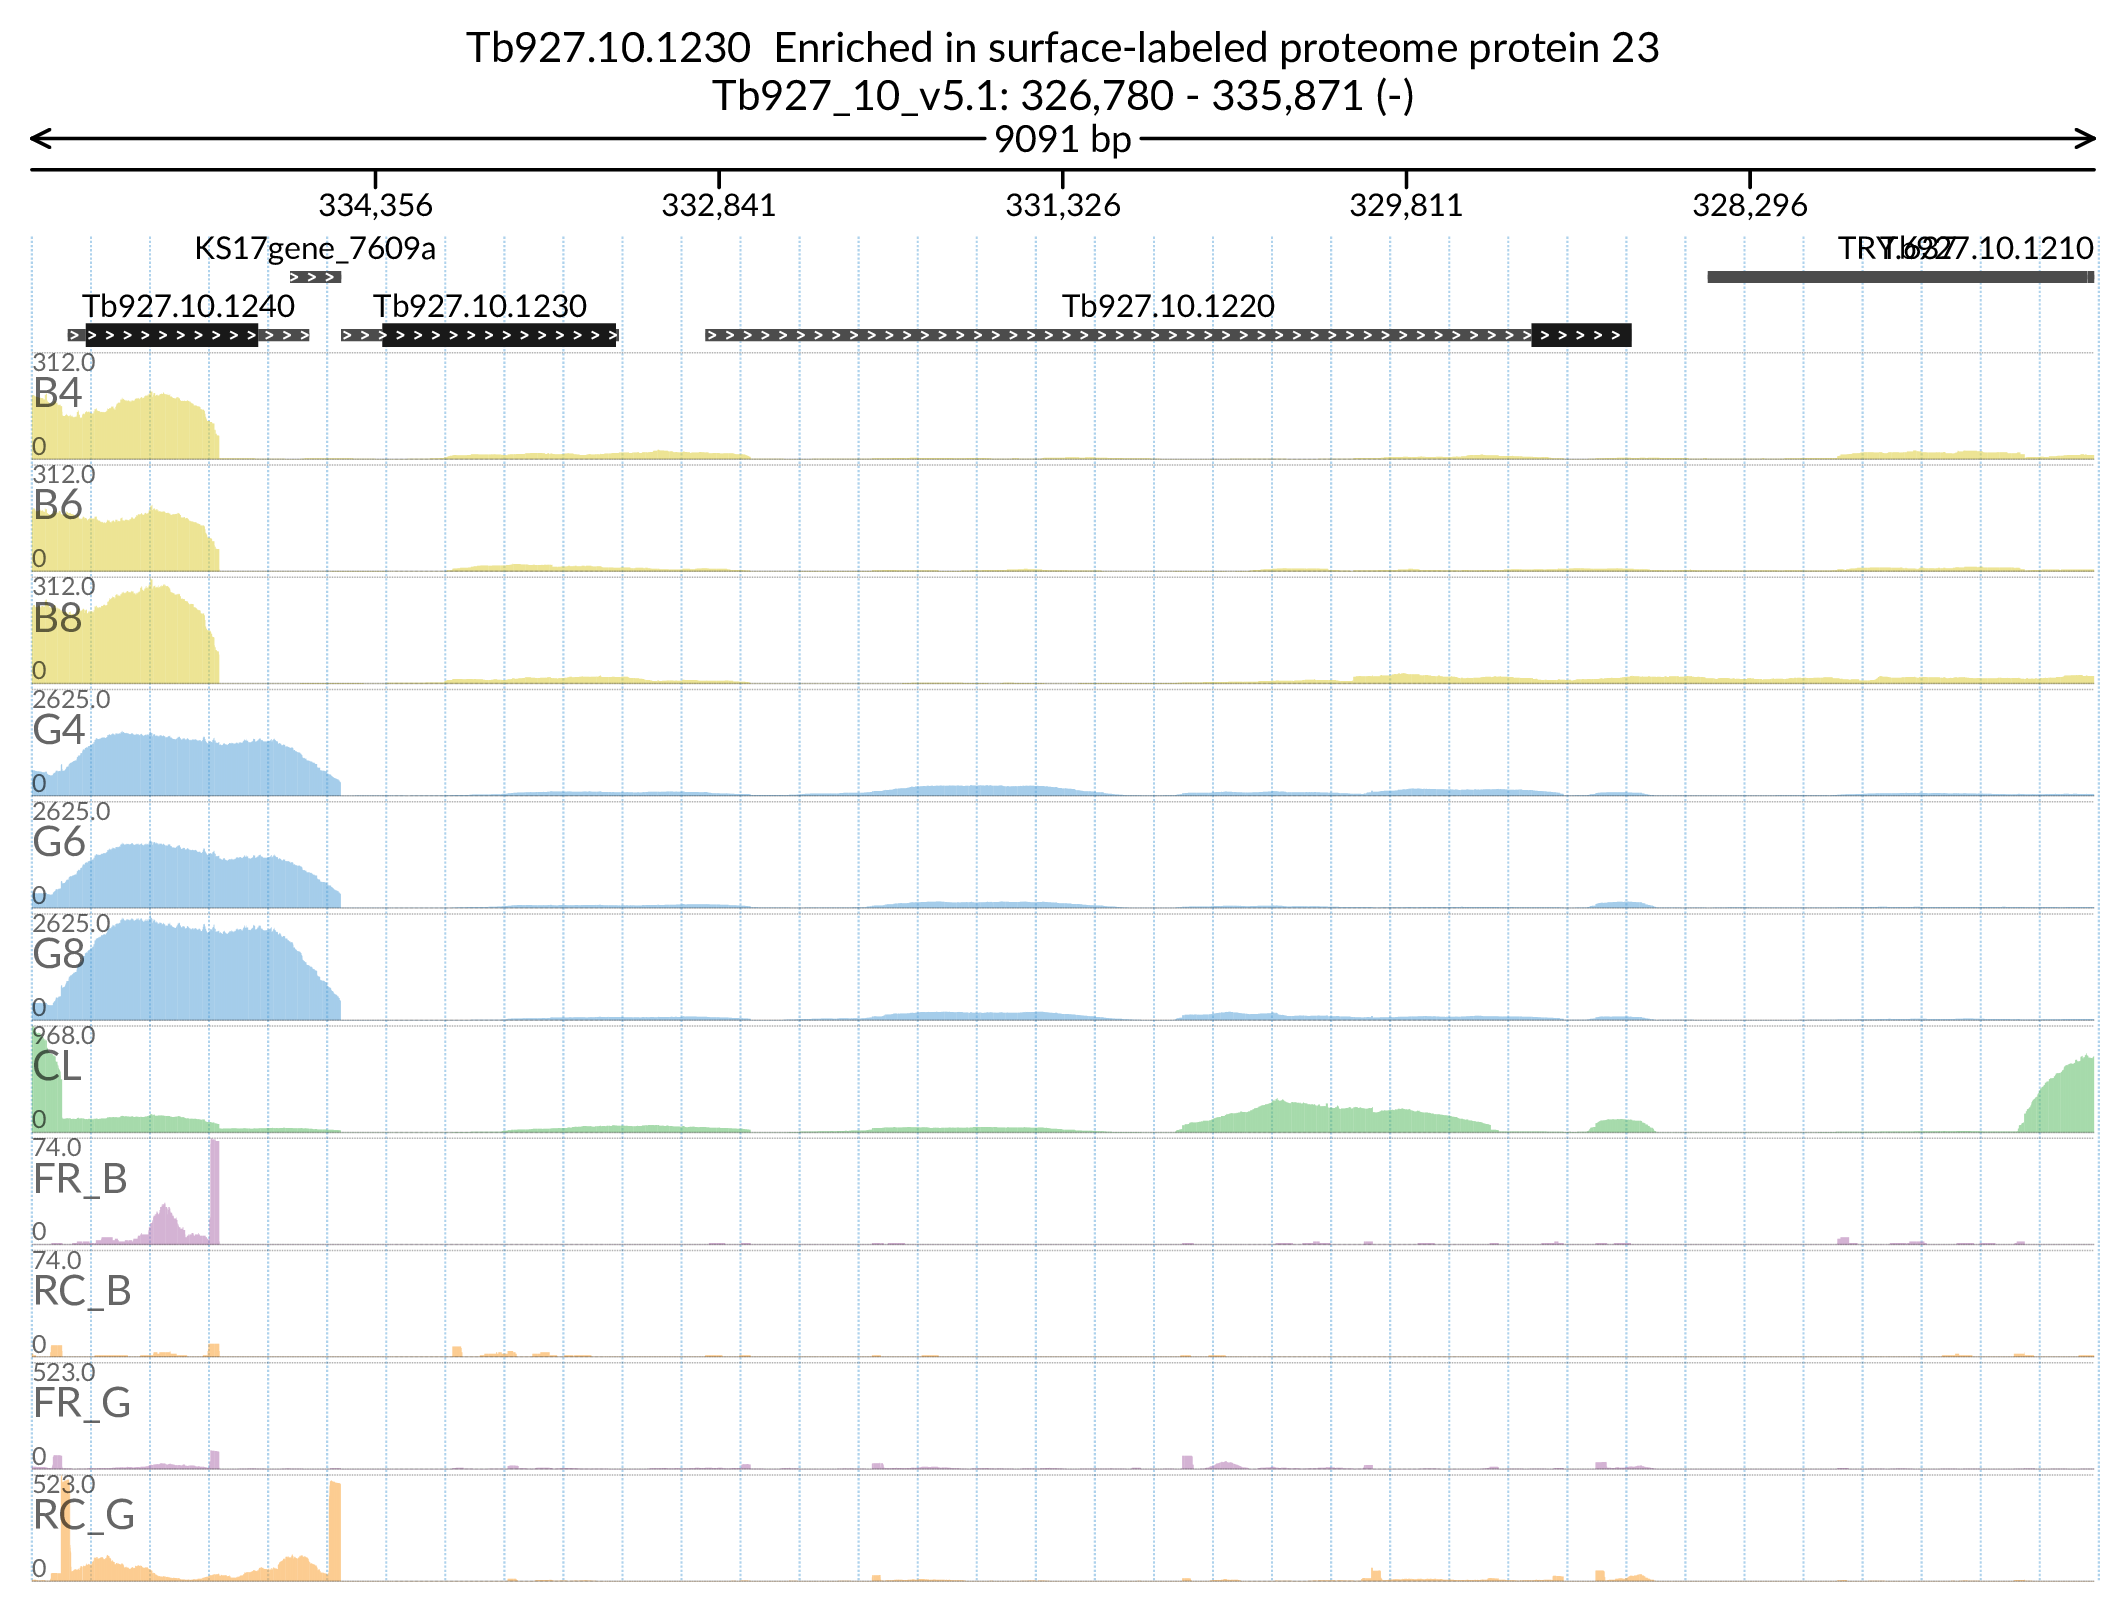 Tb927.10.1230 Enriched in surface-labeled proteome protein 23
Tb927_10_v5.1: 326,780 - 335,871 (-)
9091 bp
334,356 332,841 331,326 329,811 328,296
KS17gene_7609a Tb927.10.1210
Tb927.10.1240 Tb927.10.1230 Tb927.10.1220
312.0
B4
0
312.0
B6
0
312.0
B8
0
2625.0
G4
0
2625.0
G6
0
2625.0
G8
0
968.0
CL
0
74.0
FR_B
0
74.0
RC_B
0
523.0
FR_G
0
523.0
RC_G
0